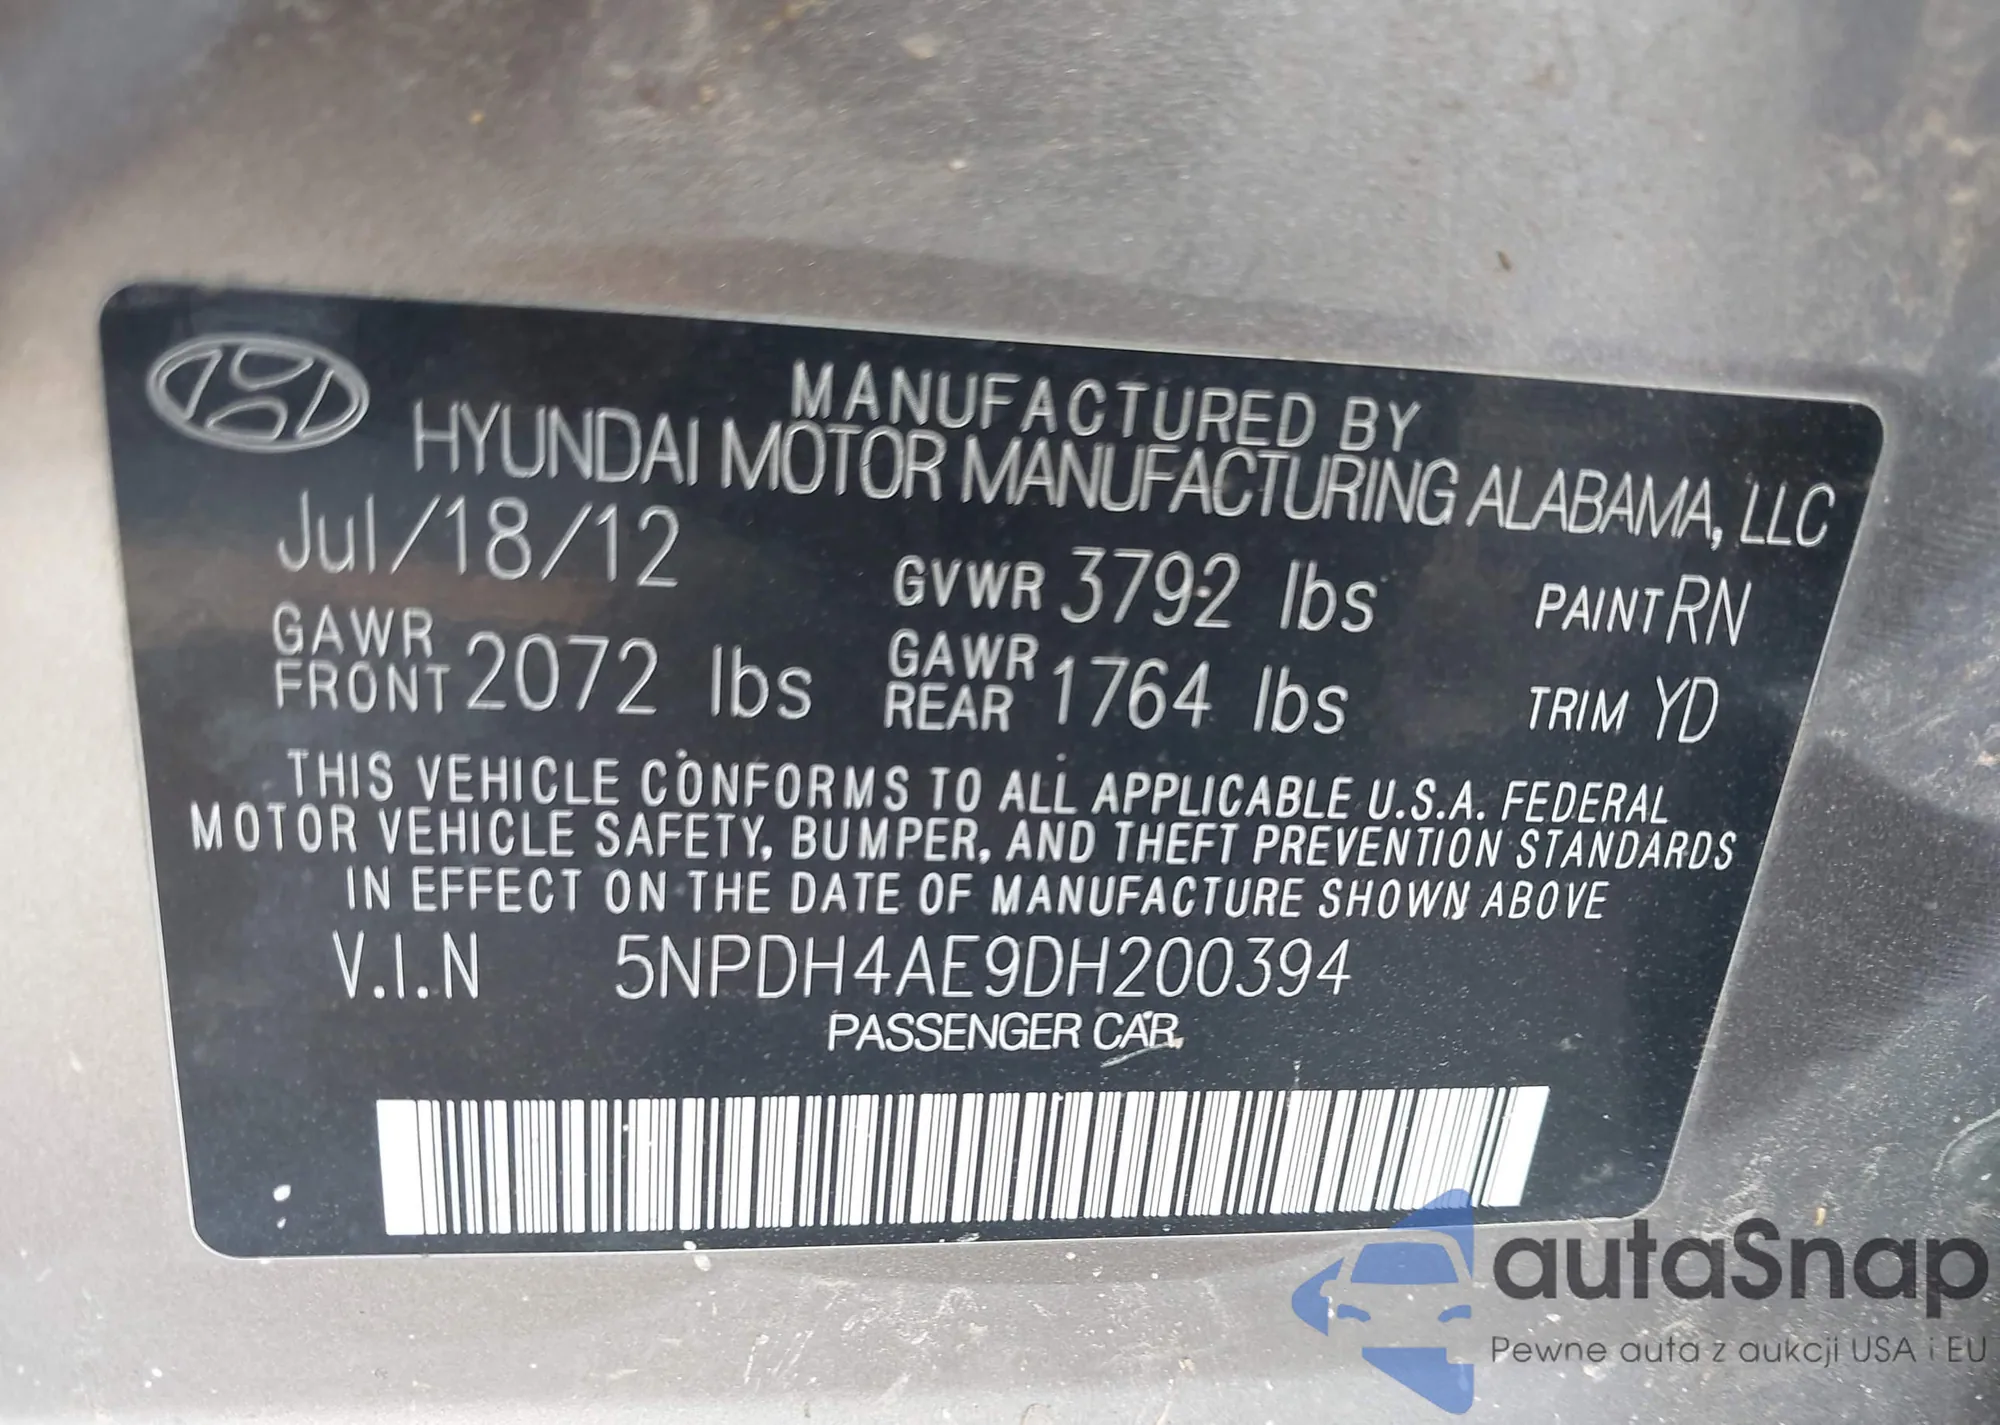 MANUFACTURED BY
HYUNDAI MOTOR MANUFACTURING ALABAMA, LLC
Jul/18/12
GVWR 3792 lbs PAINT RN
GAWR FRONT 2072 lbs GAWR REAR 1764 lbs TRIM YD
THIS VEHICLE CONFORMS TO ALL APPLICABLE U.S.A. FEDERAL
MOTOR VEHICLE SAFETY, BUMPER, AND THEFT PREVENTION STANDARDS
IN EFFECT ON THE DATE OF MANUFACTURE SHOWN ABOVE
V.I.N 5NPDH4AE9DH200394
PASSENGER CAR
autaSnap
Pewne auta z aukcji USA i EU